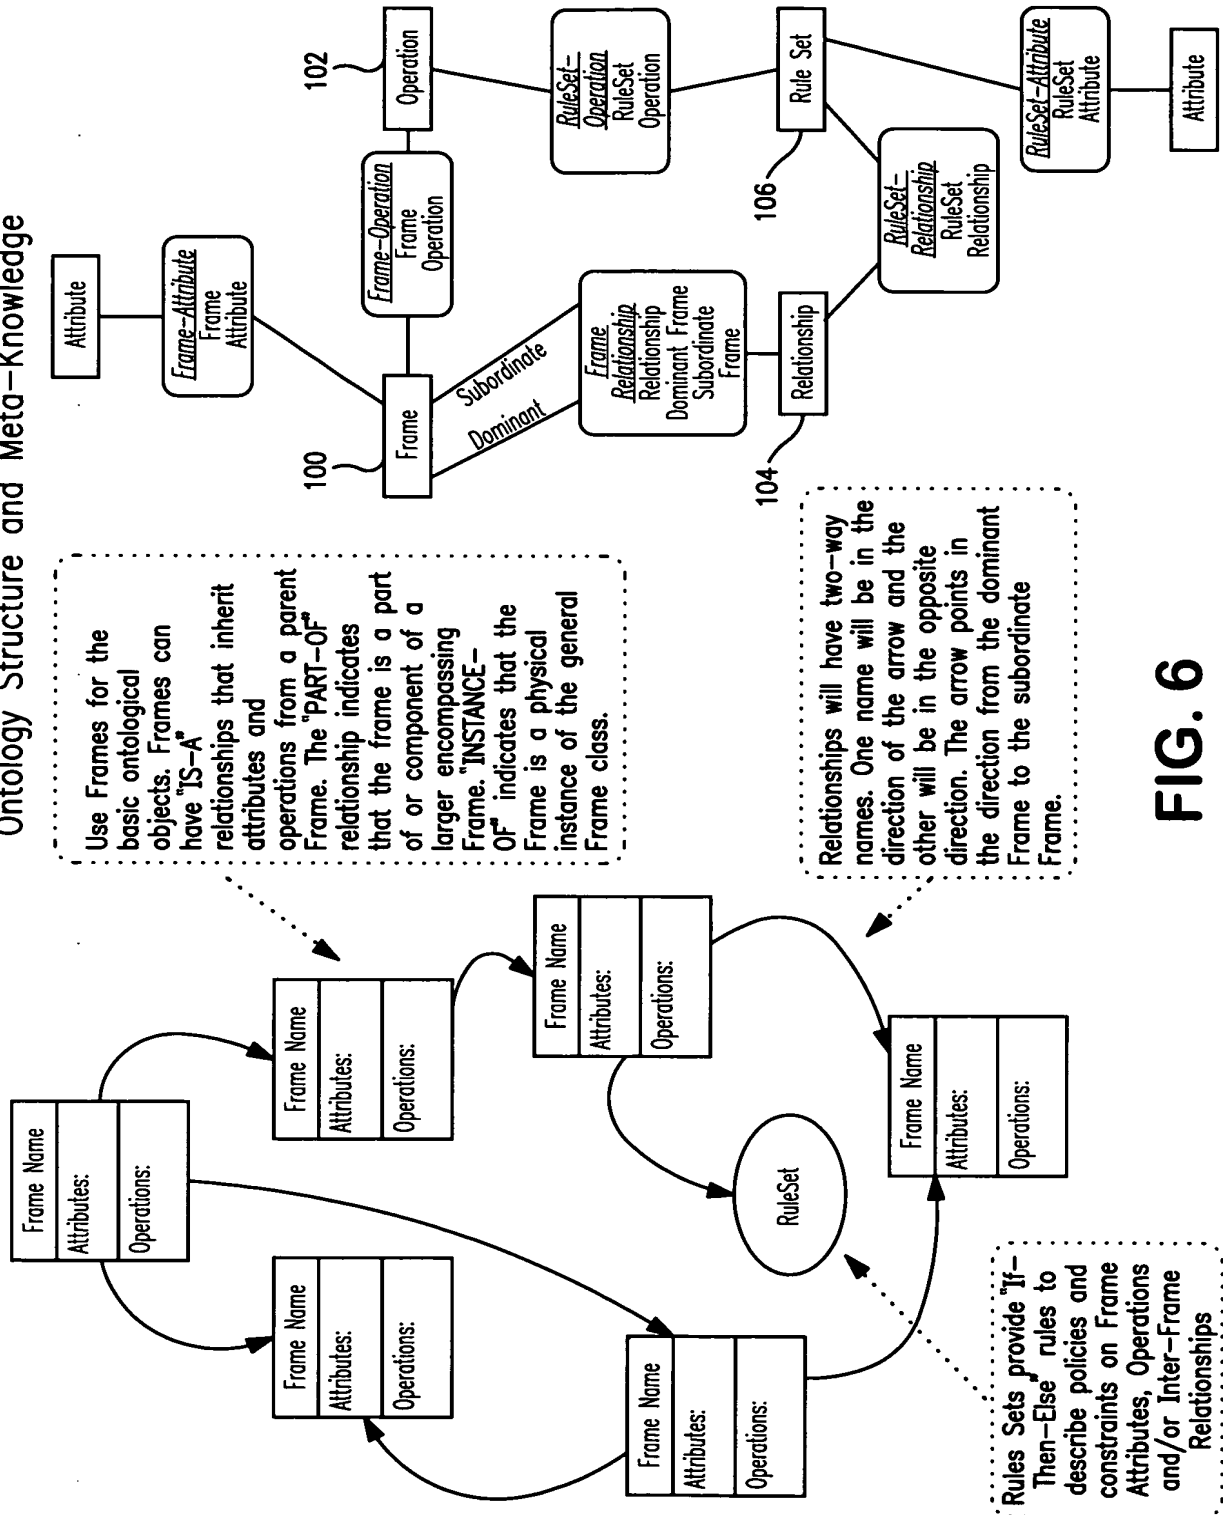 Ontology Structure and Meta-Knowledge
Frame Name
Attributes:
Operations:
Frame Name
Attributes:
Operations:
Frame Name
Attributes:
Operations:
Frame Name
Attributes:
Operations:
Frame Name
Attributes:
Operations:
Frame Name
Attributes:
Operations:
RuleSet
Rules Sets provide "If-
Then-Else" rules to
describe policies and
constraints on Frame
Attributes, Operations
and/or Inter-Frame
Relationships
Use Frames for the
basic ontological
objects. Frames can
have "IS-A"
relationships that inherit
attributes and
operations from a parent
Frame. The "PART-OF"
relationship indicates
that the frame is a part
of or component of a
larger encompassing
Frame. "INSTANCE-
OF" indicates that the
Frame is a physical
instance of the general
Frame class.
Relationships will have two-way
names. One name will be in the
direction of the arrow and the
other will be in the opposite
direction. The arrow points in
the direction from the dominant
Frame to the subordinate
Frame.
Attribute
Frame-Attribute
Frame
Attribute
100
Frame
Frame-Operation
Frame
Operation
102
Operation
Subordinate
Dominant
Frame
Relationship
Relationship
Dominant Frame
Subordinate
Frame
RuleSet-
Operation
RuleSet
Operation
104
Relationship
106
Rule Set
RuleSet-
Relationship
RuleSet
Relationship
RuleSet-Attribute
RuleSet
Attribute
Attribute
FIG. 6